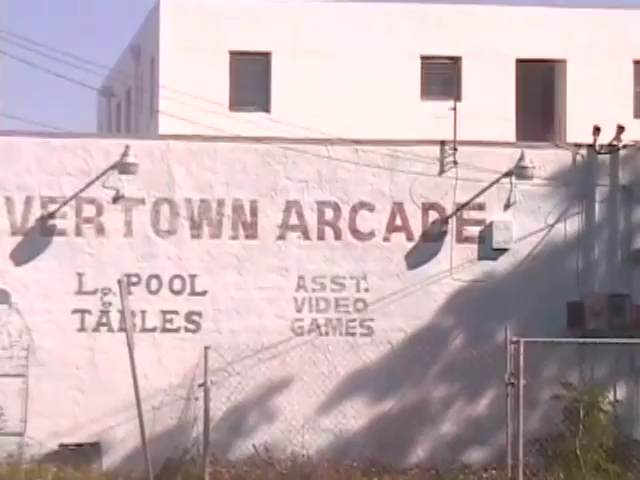 VERTOWN ARCADE
L. POOL
TABLES
ASST.
VIDEO
GAMES